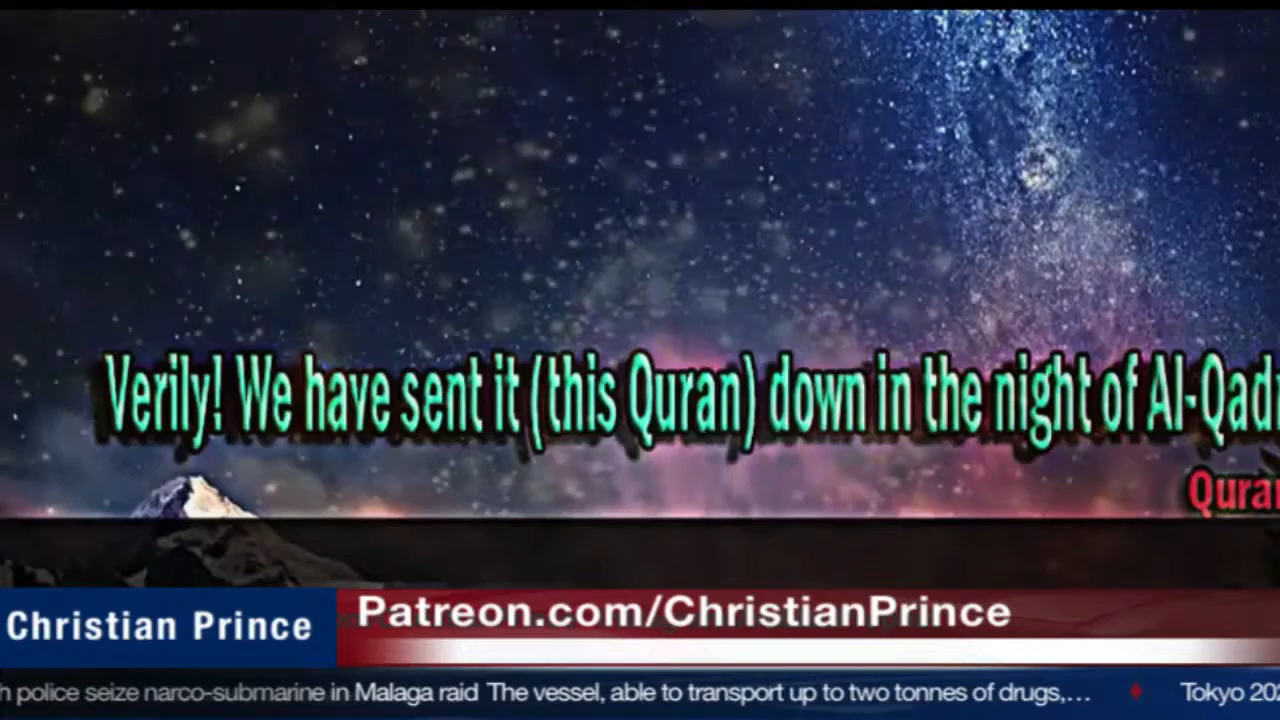 Verily! We have sent it (this Quran) down in the night of Al-Qad
Quran
Patreon.com/ChristianPrince
Christian Prince
h police seize narco-submarine in Malaga raid The vessel, able to transport up to two tonnes of drugs,... Tokyo 202